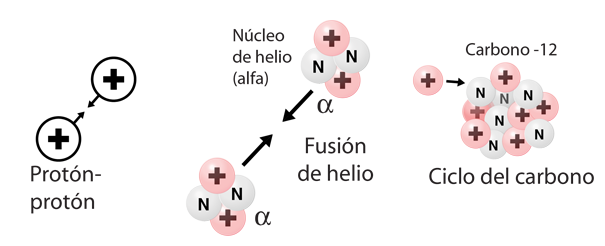 +
+
Protón-
protón
Núcleo
de helio
(alfa)
+
N
N
+
α
Fusión
de helio
+
N
N
+
α
Carbono -12
+
+
N
N
+
+
N
+
+
N
+
N
Ciclo del carbono